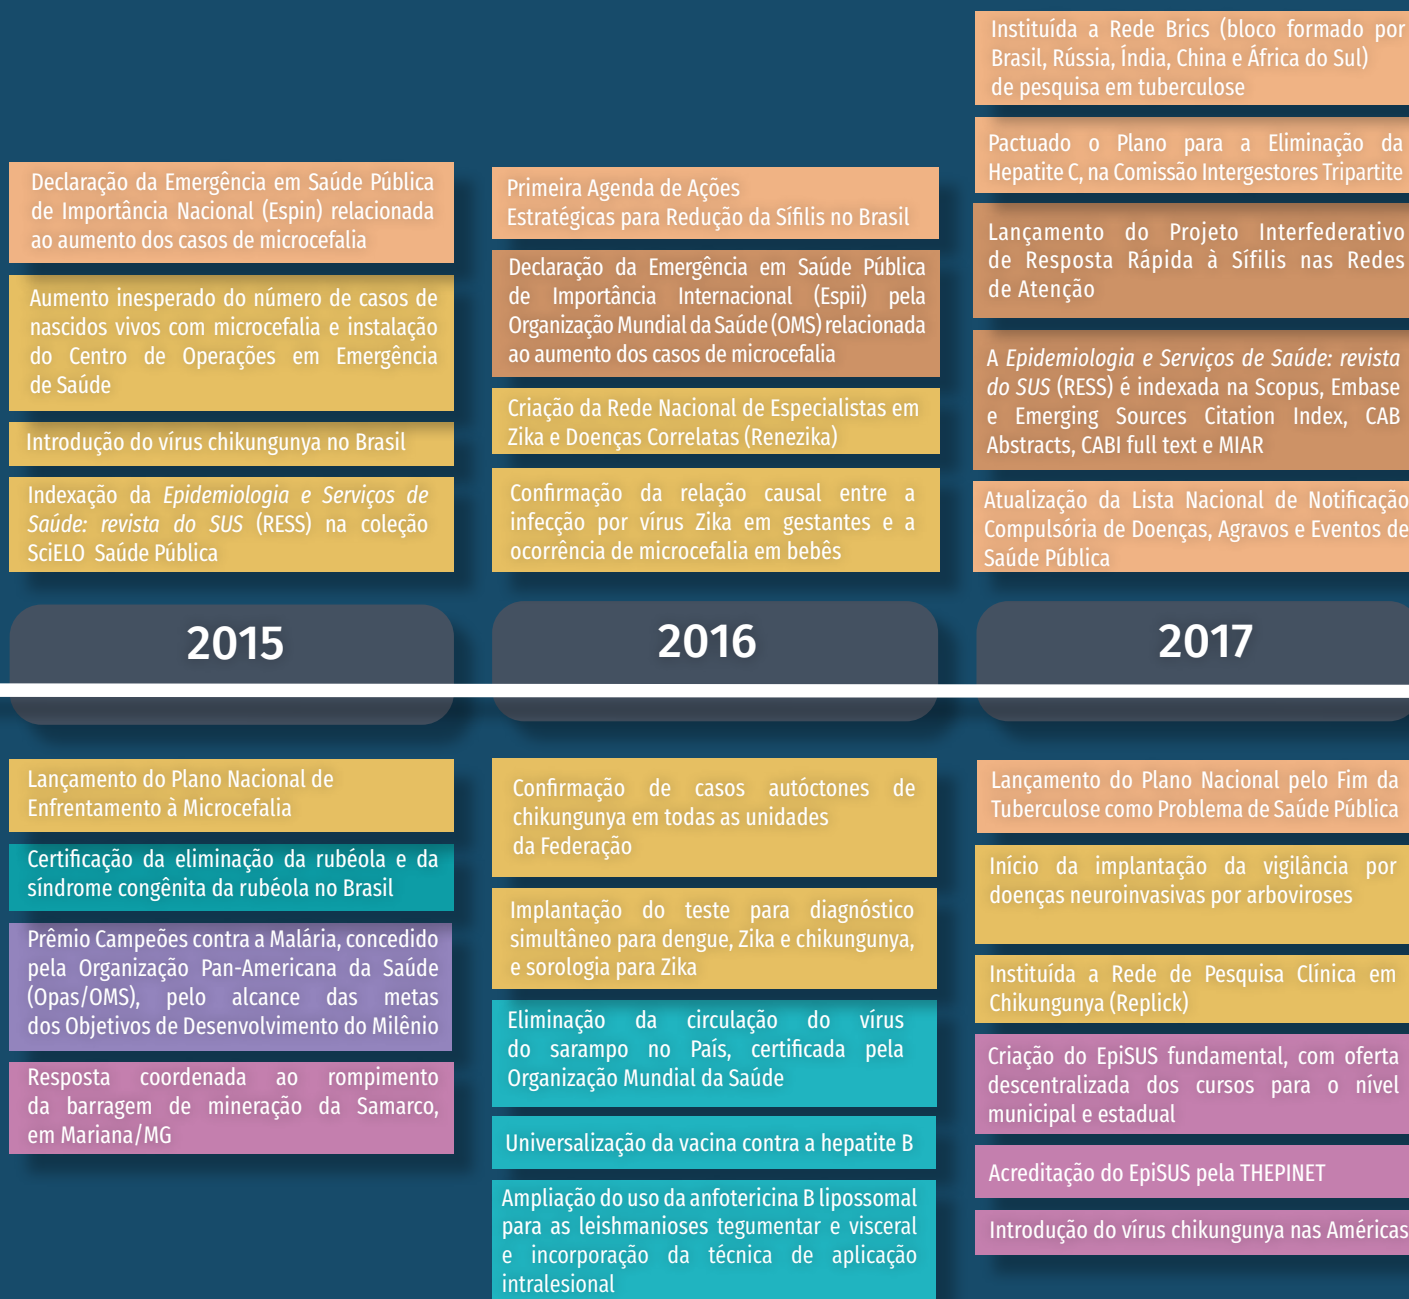 Declaração da Emergência em Saúde Pública
de Importância Nacional (Espin) relacionada
ao aumento dos casos de microcefalia
Aumento inesperado do número de casos de
nascidos vivos com microcefalia e instalação
do Centro de Operações em Emergência
de Saúde
Introdução do vírus chikungunya no Brasil
Indexação da Epidemiologia e Serviços de
Saúde: revista do SUS (RESS) na coleção
SciELO Saúde Pública
2015
Lançamento do Plano Nacional de
Enfrentamento à Microcefalia
Certificação da eliminação da rubéola e da
síndrome congênita da rubéola no Brasil
Prêmio Campeões contra a Malária, concedido
pela Organização Pan-Americana da Saúde
(Opas/OMS), pelo alcance das metas
dos Objetivos de Desenvolvimento do Milênio
Resposta coordenada ao rompimento
da barragem de mineração da Samarco,
em Mariana/MG
Primeira Agenda de Ações
Estratégicas para Redução da Sífilis no Brasil
Declaração da Emergência em Saúde Pública
de Importância Internacional (Espii) pela
Organização Mundial da Saúde (OMS) relacionada
ao aumento dos casos de microcefalia
Criação da Rede Nacional de Especialistas em
Zika e Doenças Correlatas (Renezika)
Confirmação da relação causal entre a
infecção por vírus Zika em gestantes e a
ocorrência de microcefalia em bebês
2016
Confirmação de casos autóctones de
chikungunya em todas as unidades
da Federação
Implantação do teste para diagnóstico
simultâneo para dengue, Zika e chikungunya,
e sorologia para Zika
Eliminação da circulação do vírus
do sarampo no País, certificada pela
Organização Mundial da Saúde
Universalização da vacina contra a hepatite B
Ampliação do uso da anfotericina B lipossomal
para as leishmanioses tegumentar e visceral
e incorporação da técnica de aplicação
intralesional
Instituída a Rede Brics (bloco formado por
Brasil, Rússia, Índia, China e África do Sul)
de pesquisa em tuberculose
Pactuado o Plano para a Eliminação da
Hepatite C, na Comissão Intergestores Tripartite
Lançamento do Projeto Interfederativo
de Resposta Rápida à Sífilis nas Redes
de Atenção
A Epidemiologia e Serviços de Saúde: revista
do SUS (RESS) é indexada na Scopus, Embase
e Emerging Sources Citation Index, CAB
Abstracts, CABI full text e MIAR
Atualização da Lista Nacional de Notificação
Compulsória de Doenças, Agravos e Eventos de
Saúde Pública
2017
Lançamento do Plano Nacional pelo Fim da
Tuberculose como Problema de Saúde Pública
Início da implantação da vigilância por
doenças neuroinvasivas por arboviroses
Instituída a Rede de Pesquisa Clínica em
Chikungunya (Replick)
Criação do EpiSUS fundamental, com oferta
descentralizada dos cursos para o nível
municipal e estadual
Acreditação do EpiSUS pela THEPINET
Introdução do vírus chikungunya nas Américas